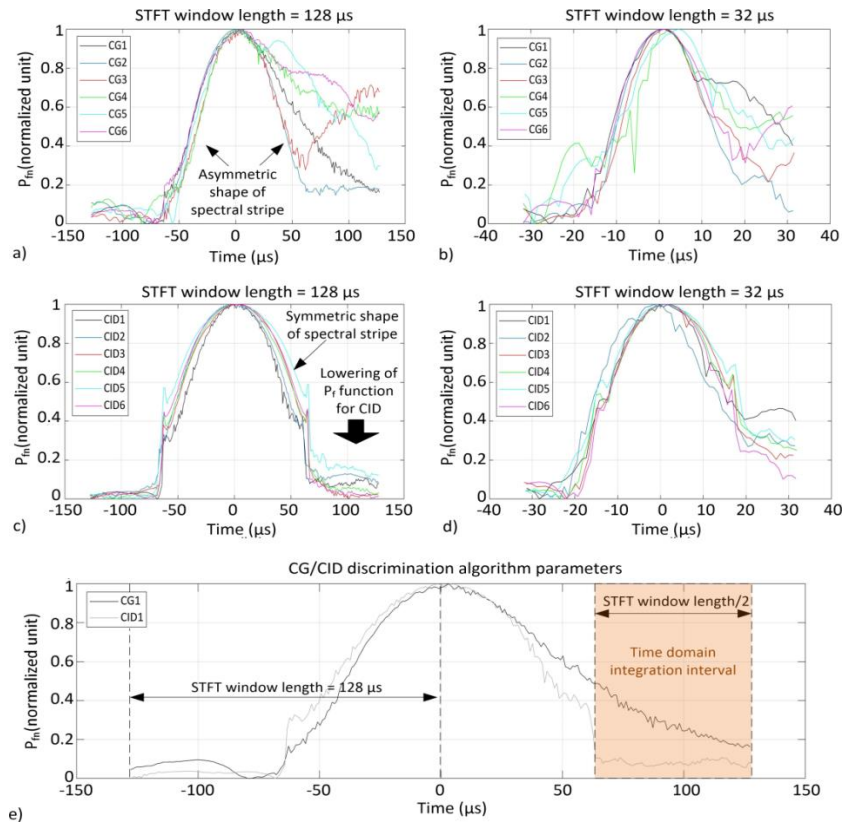 STFT window length = 128 µs
1
0.8
0.6
0.4
0.2
0
P_fn(normalized unit)
CG1
CG2
CG3
CG4
CG5
CG6
Asymmetric
shape of
spectral stripe
-150 -100 -50 0 50 100 150
Time (µs)
a)
STFT window length = 32 µs
1
0.8
0.6
0.4
0.2
0
P_fn(normalized unit)
CG1
CG2
CG3
CG4
CG5
CG6
-40 -30 -20 -10 0 10 20 30 40
Time (µs)
b)
STFT window length = 128 µs
1
0.8
0.6
0.4
0.2
0
P_fn(normalized unit)
CID1
CID2
CID3
CID4
CID5
CID6
Symmetric shape
of spectral stripe
Lowering of
P_f function
for CID
-150 -100 -50 0 50 100 150
Time (µs)
c)
STFT window length = 32 µs
1
0.8
0.6
0.4
0.2
0
P_fn(normalized unit)
CID1
CID2
CID3
CID4
CID5
CID6
-40 -30 -20 -10 0 10 20 30 40
Time (µs)
d)
CG/CID discrimination algorithm parameters
1
0.8
0.6
0.4
0.2
0
P_fn(normalized unit)
CG1
CID1
STFT window length = 128 µs
STFT window length/2
Time domain
integration interval
-150 -100 -50 0 50 100 150
Time (µs)
e)